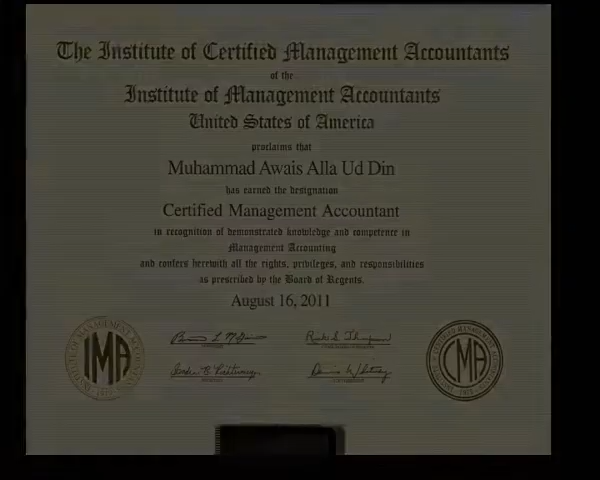 The Institute of Certified Management Accountants
of the
Institute of Management Accountants
United States of America
proclaims that
Muhammad Awais Alla Ud Din
has earned the designation
Certified Management Accountant
in recognition of demonstrated knowledge and competence in
Management Accounting
and confers herewith all the rights, privileges, and responsibilities
as prescribed by the Board of Regents.
August 16, 2011
IMA
CMA